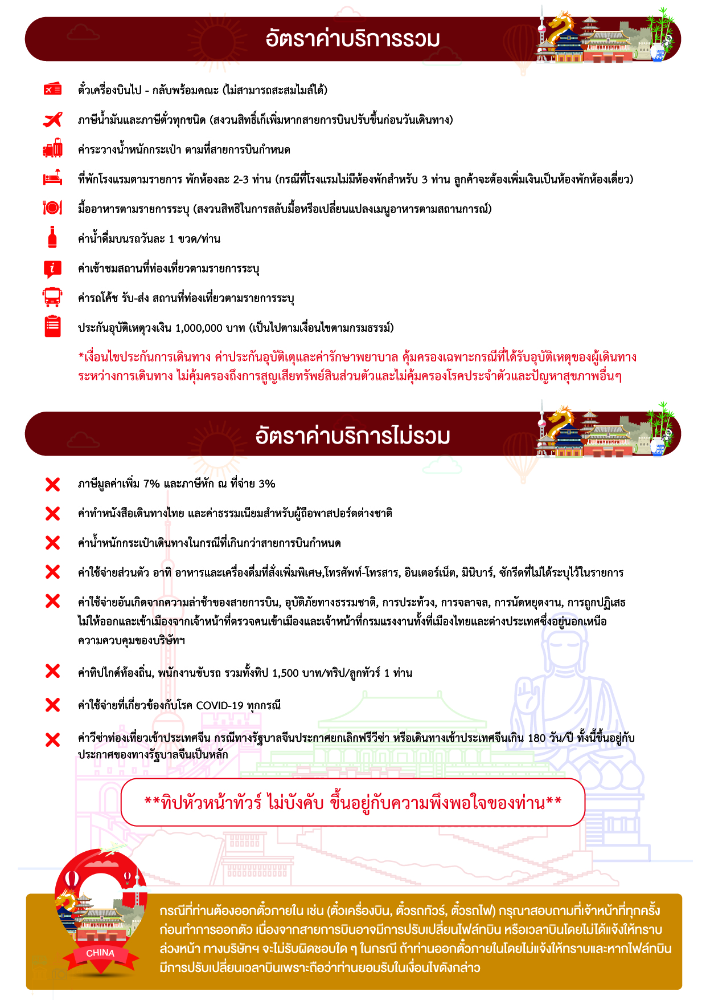 อัตราค่าบริการรวม
ตั๋วเครื่องบินไป - กลับพร้อมคณะ (ไม่สามารถสะสมไมล์ได้)
ภาษีน้ำมันและภาษีตั๋วทุกชนิด (สงวนสิทธิ์เก็เพิ่มหากสายการบินปรับขึ้นก่อนวันเดินทาง)
ค่าระวางน้ำหนักกระเป๋า ตามที่สายการบินกำหนด
ที่พักโรงแรมตามรายการ พักห้องละ 2-3 ท่าน (กรณีที่โรงแรมไม่มีห้องพักสำหรับ 3 ท่าน ลูกค้าจะต้องเพิ่มเงินเป็นห้องพักห้องเดี่ยว)
มื้ออาหารตามรายการระบุ (สงวนสิทธิในการสลับมื้อหรือเปลี่ยนแปลงเมนูอาหารตามสถานการณ์)
ค่าน้ำดื่มบนรถวันละ 1 ขวด/ท่าน
ค่าเข้าชมสถานที่ท่องเที่ยวตามรายการระบุ
ค่ารถโค้ช รับ-ส่ง สถานที่ท่องเที่ยวตามรายการระบุ
ประกันอุบัติเหตุวงเงิน 1,000,000 บาท (เป็นไปตามเงื่อนไขตามกรมธรรม์)
*เงื่อนไขประกันการเดินทาง ค่าประกันอุบัติเตุและค่ารักษาพยาบาล คุ้มครองเฉพาะกรณีที่ได้รับอุบัติเหตุของผู้เดินทาง
ระหว่างการเดินทาง ไม่คุ้มครองถึงการสูญเสียทรัพย์สินส่วนตัวและไม่คุ้มครองโรคประจำตัวและปัญหาสุขภาพอื่นๆ
อัตราค่าบริการไม่รวม
ภาษีมูลค่าเพิ่ม 7% และภาษีหัก ณ ที่จ่าย 3%
ค่าทำหนังสือเดินทางไทย และค่าธรรมเนียมสำหรับผู้ถือพาสปอร์ตต่างชาติ
ค่าน้ำหนักกระเป๋าเดินทางในกรณีที่เกินกว่าสายการบินกำหนด
ค่าใช้จ่ายส่วนตัว อาทิ อาหารและเครื่องดื่มที่สั่งเพิ่มพิเศษ,โทรศัพท์-โทรสาร, อินเตอร์เน็ต, มินิบาร์, ซักรีดที่ไม่ได้ระบุไว้ในรายการ
ค่าใช้จ่ายอันเกิดจากความล่าช้าของสายการบิน, อุบัติภัยทางธรรมชาติ, การประท้วง, การจลาจล, การนัดหยุดงาน, การถูกปฏิเสธ
ไม่ให้ออกและเข้าเมืองจากเจ้าหน้าที่ตรวจคนเข้าเมืองและเจ้าหน้าที่กรมแรงงานทั้งที่เมืองไทยและต่างประเทศซึ่งอยู่นอกเหนือ
ความควบคุมของบริษัทฯ
ค่าทิปไกด์ท้องถิ่น, พนักงานขับรถ รวมทั้งทิป 1,500 บาท/ทริป/ลูกทัวร์ 1 ท่าน
ค่าใช้จ่ายที่เกี่ยวข้องกับโรค COVID-19 ทุกกรณี
ค่าวีซ่าท่องเที่ยวเข้าประเทศจีน กรณีทางรัฐบาลจีนประกาศยกเลิกฟรีวีซ่า หรือเดินทางเข้าประเทศจีนเกิน 180 วัน/ปี ทั้งนี้ขึ้นอยู่กับ
ประกาศของทางรัฐบาลจีนเป็นหลัก
**ทิปหัวหน้าทัวร์ ไม่บังคับ ขึ้นอยู่กับความพึงพอใจของท่าน**
กรณีที่ท่านต้องออกตั๋วภายใน เช่น (ตั๋วเครื่องบิน, ตั๋วรถทัวร์, ตั๋วรถไฟ) กรุณาสอบถามที่เจ้าหน้าที่ทุกครั้ง
ก่อนทำการออกตัว เนื่องจากสายการบินอาจมีการปรับเปลี่ยนไฟล์ทบิน หรือเวลาบินโดยไม่ได้แจ้งให้ทราบ
ล่วงหน้า ทางบริษัทฯ จะไม่รับผิดชอบใด ๆ ในกรณี ถ้าท่านออกตั๋วภายในโดยไม่แจ้งให้ทราบและหากไฟล์ทบิน
มีการปรับเปลี่ยนเวลาบินเพราะถือว่าท่านยอมรับในเงื่อนไขดังกล่าว
CHINA